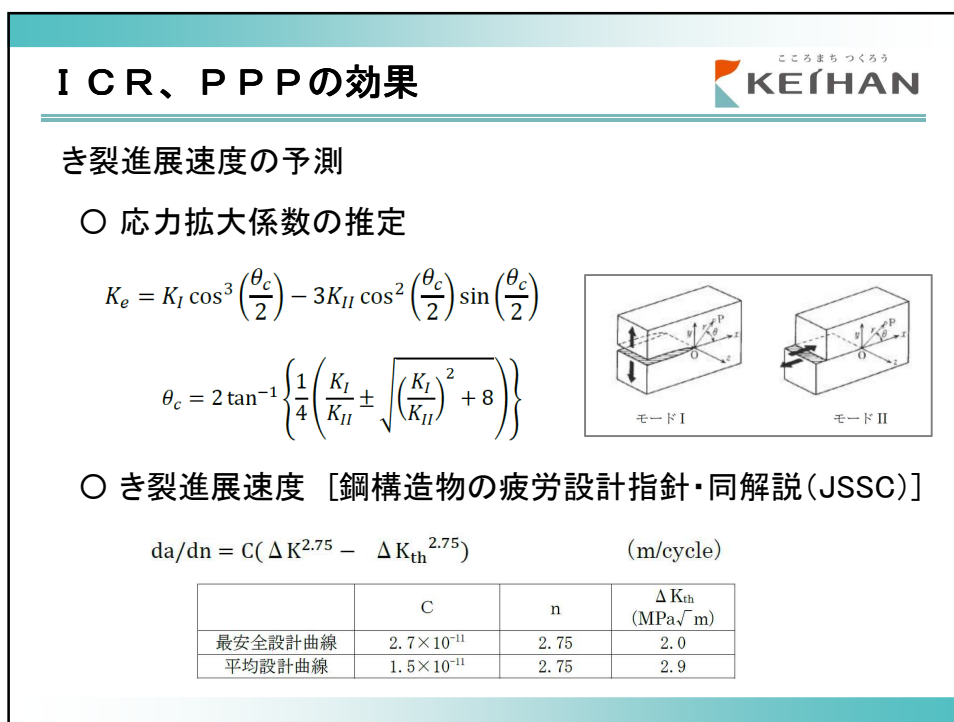 ＩＣＲ、ＰＰＰの効果
こころまち つくろう
KEIHAN
き裂進展速度の予測
○ 応力拡大係数の推定
K_e = K_I cos³(θ_c/2) − 3K_II cos²(θ_c/2) sin(θ_c/2)
θ_c = 2 tan⁻¹{1/4(K_I/K_II ± √((K_I/K_II)² + 8))}
y r P θ x O z
モードⅠ
y r P θ x O z
モードⅡ
○ き裂進展速度 [鋼構造物の疲労設計指針・同解説(JSSC)]
da/dn = C(ΔK^2.75 − ΔK_th^2.75) (m/cycle)
C n ΔKth (MPa√m)
最安全設計曲線 2.7×10⁻¹¹ 2.75 2.0
平均設計曲線 1.5×10⁻¹¹ 2.75 2.9